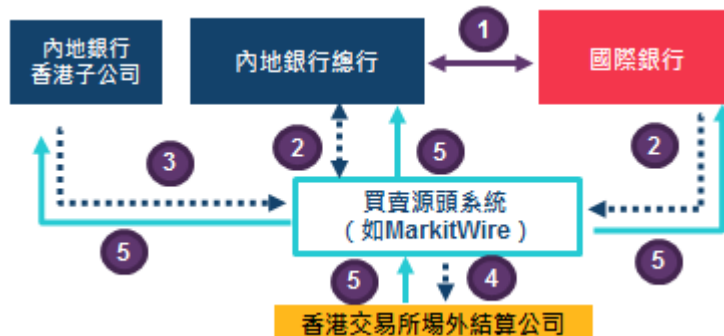 1
內地銀行
香港子公司
內地銀行總行
國際銀行
2
5
2
3
買賣源頭系統
（如MarkitWire）
5
5
5
4
香港交易所場外結算公司